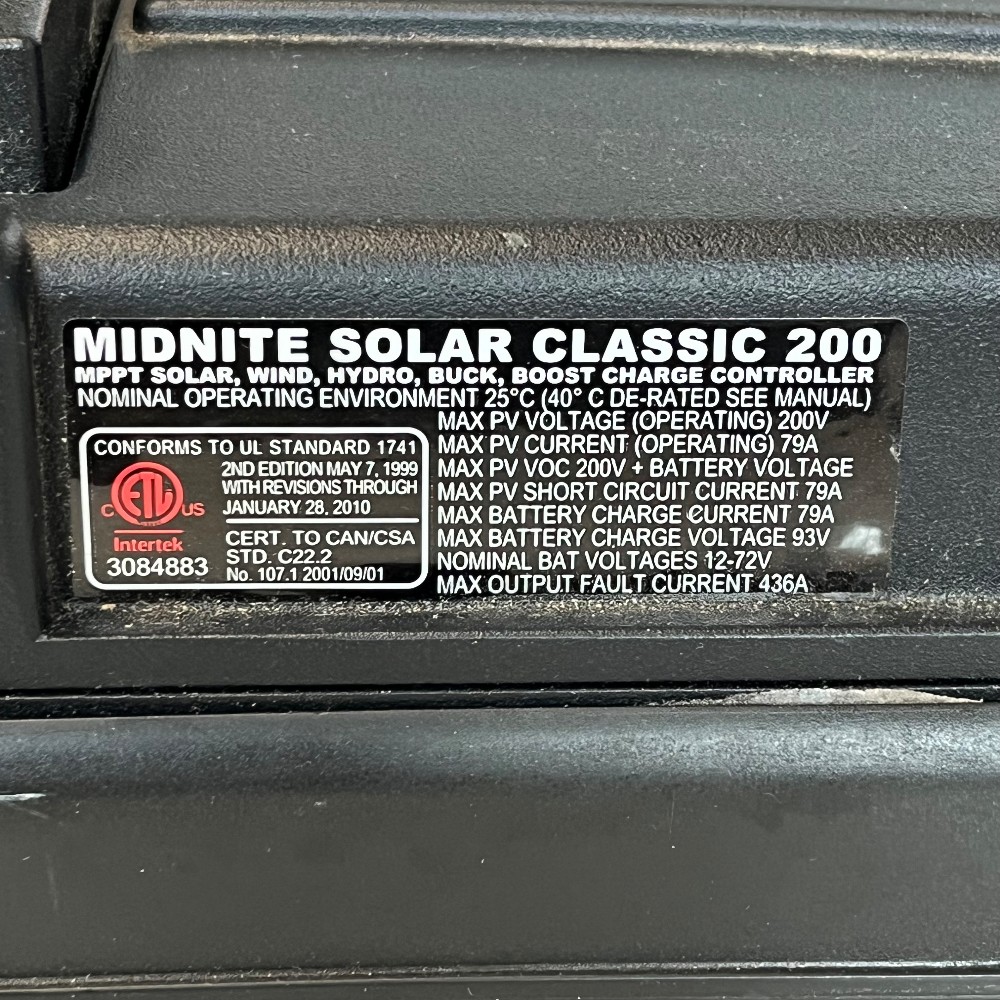 MIDNITE SOLAR CLASSIC 200
MPPT SOLAR, WIND, HYDRO, BUCK, BOOST CHARGE CONTROLLER
NOMINAL OPERATING ENVIRONMENT 25°C (40° C DE-RATED SEE MANUAL)
CONFORMS TO UL STANDARD 1741
2ND EDITION MAY 7, 1999
WITH REVISIONS THROUGH
JANUARY 28, 2010
C ETL US
Intertek
3084883
CERT. TO CAN/CSA
STD. C22.2
No. 107.1 2001/09/01
MAX PV VOLTAGE (OPERATING) 200V
MAX PV CURRENT (OPERATING) 79A
MAX PV VOC 200V + BATTERY VOLTAGE
MAX PV SHORT CIRCUIT CURRENT 79A
MAX BATTERY CHARGE CURRENT 79A
MAX BATTERY CHARGE VOLTAGE 93V
NOMINAL BAT VOLTAGES 12-72V
MAX OUTPUT FAULT CURRENT 436A